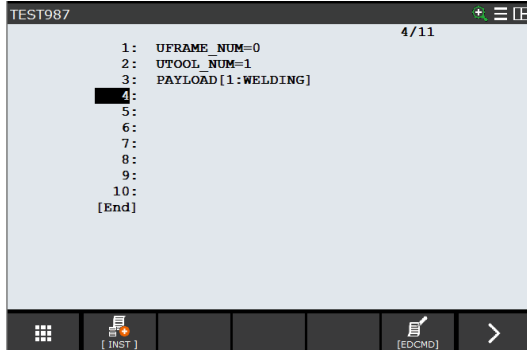 TEST987
4/11
1: UFRAME_NUM=0
2: UTOOL_NUM=1
3: PAYLOAD[1:WELDING]
4:
5:
6:
7:
8:
9:
10:
[End]
[ INST ]
[EDCMD]